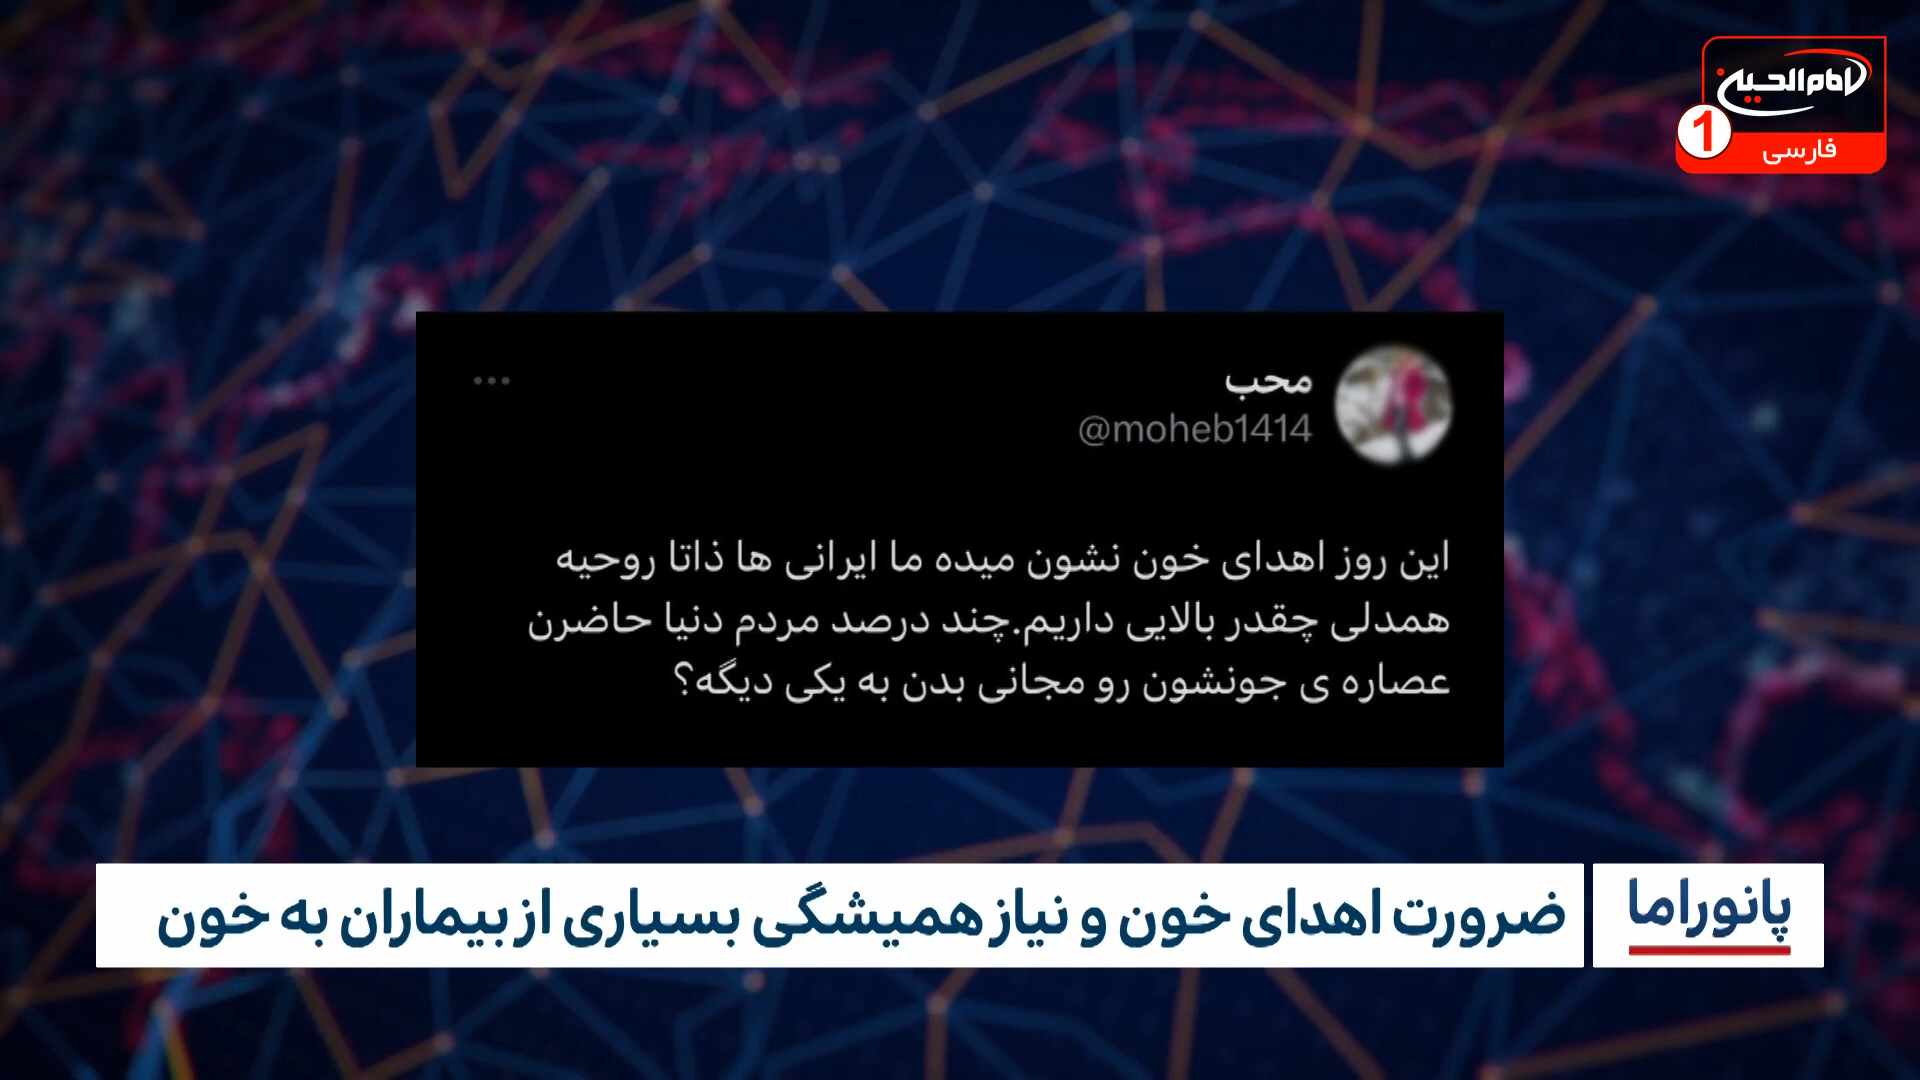 امام الحسین
1
فارسی
محب
@moheb1414
این روز اهدای خون نشون میده ما ایرانی ها ذاتا روحیه
همدلی چقدر بالایی داریم.چند درصد مردم دنیا حاضرن
عصاره ی جونشون رو مجانی بدن به یکی دیگه؟
پانوراما
ضرورت اهدای خون و نیاز همیشگی بسیاری از بیماران به خون